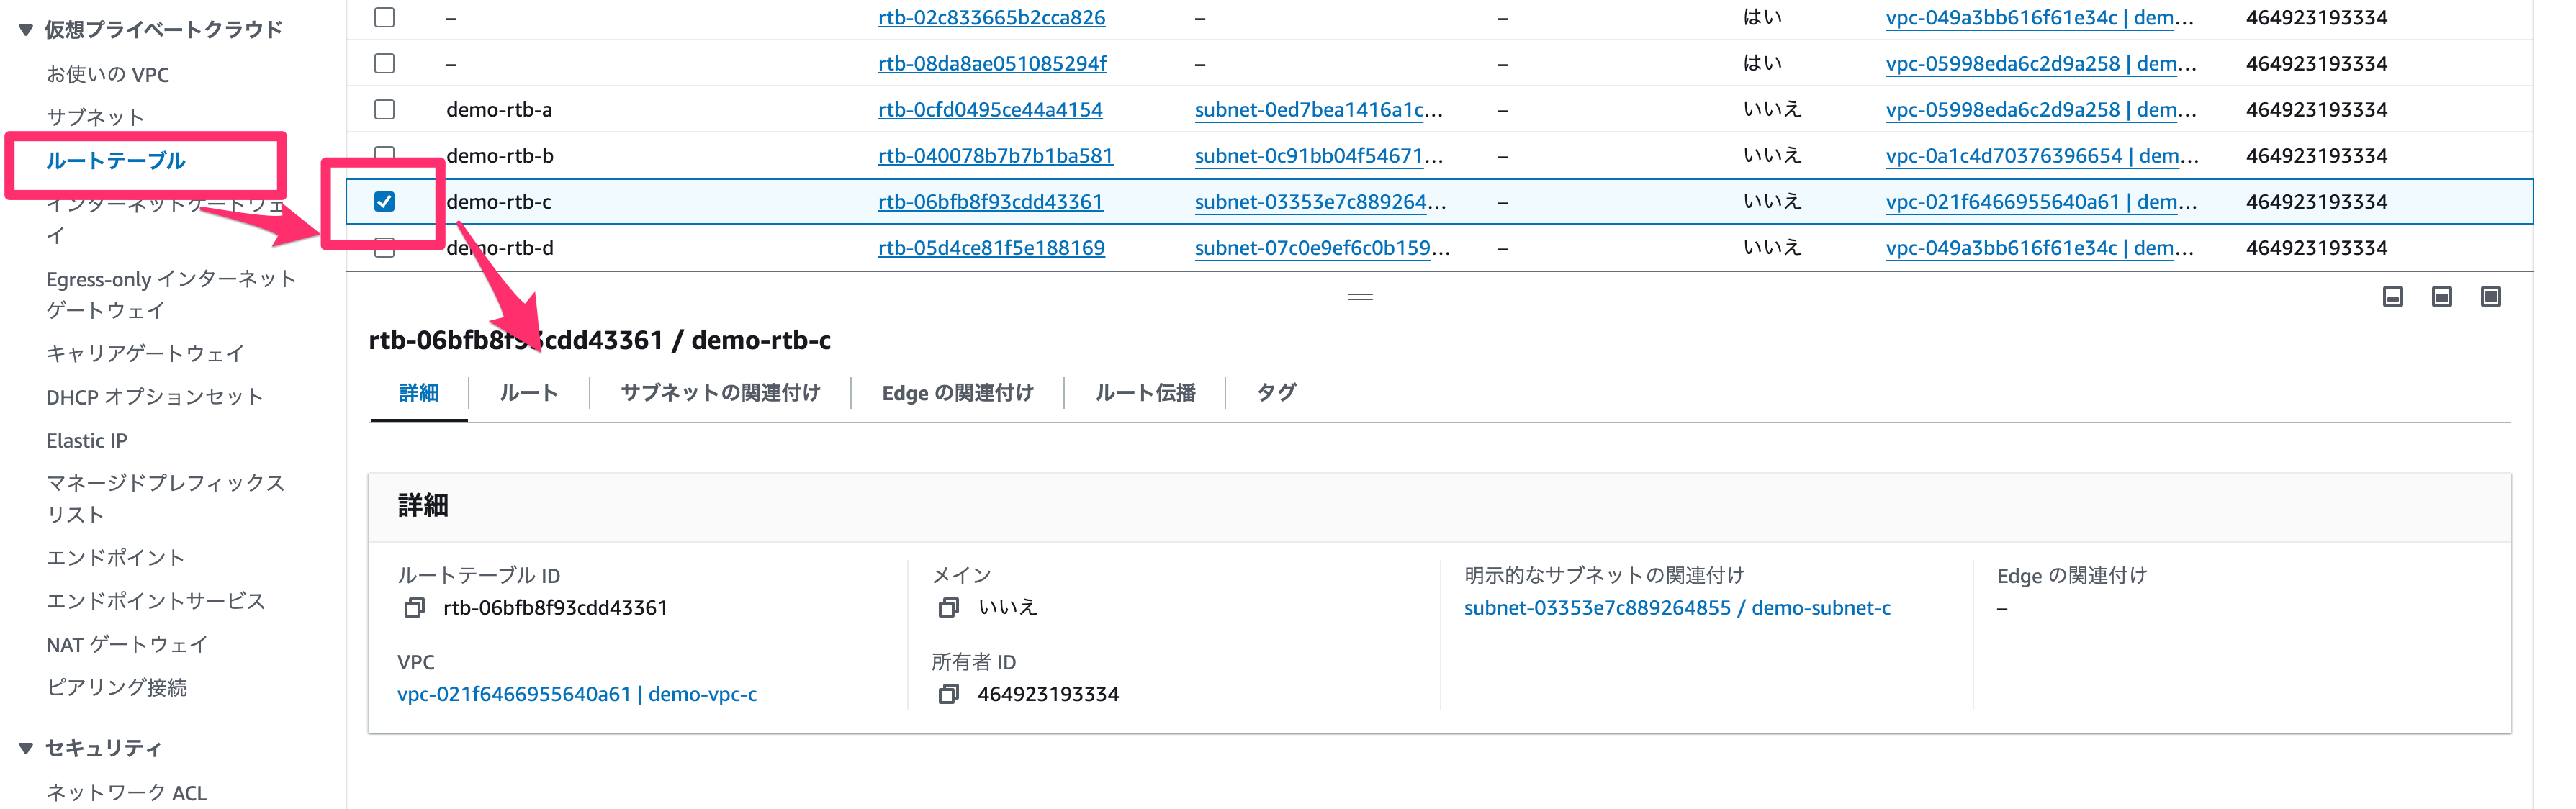 ▼ 仮想プライベートクラウド
お使いの VPC
サブネット
ルートテーブル
インターネットゲートウェ
イ
Egress-only インターネット
ゲートウェイ
キャリアゲートウェイ
DHCP オプションセット
Elastic IP
マネージドプレフィックス
リスト
エンドポイント
エンドポイントサービス
NAT ゲートウェイ
ピアリング接続
▼ セキュリティ
ネットワーク ACL
– rtb-02c833665b2cca826 – – はい vpc-049a3bb616f61e34c | dem... 464923193334
– rtb-08da8ae051085294f – – はい vpc-05998eda6c2d9a258 | dem... 464923193334
demo-rtb-a rtb-0cfd0495ce44a4154 subnet-0ed7bea1416a1c... – いいえ vpc-05998eda6c2d9a258 | dem... 464923193334
demo-rtb-b rtb-040078b7b7b1ba581 subnet-0c91bb04f54671... – いいえ vpc-0a1c4d70376396654 | dem... 464923193334
demo-rtb-c rtb-06bfb8f93cdd43361 subnet-03353e7c889264... – いいえ vpc-021f6466955640a61 | dem... 464923193334
demo-rtb-d rtb-05d4ce81f5e188169 subnet-07c0e9ef6c0b159... – いいえ vpc-049a3bb616f61e34c | dem... 464923193334
rtb-06bfb8f93cdd43361 / demo-rtb-c
詳細 ルート サブネットの関連付け Edge の関連付け ルート伝播 タグ
詳細
ルートテーブル ID
rtb-06bfb8f93cdd43361
メイン
いいえ
明示的なサブネットの関連付け
subnet-03353e7c889264855 / demo-subnet-c
Edge の関連付け
–
VPC
vpc-021f6466955640a61 | demo-vpc-c
所有者 ID
464923193334